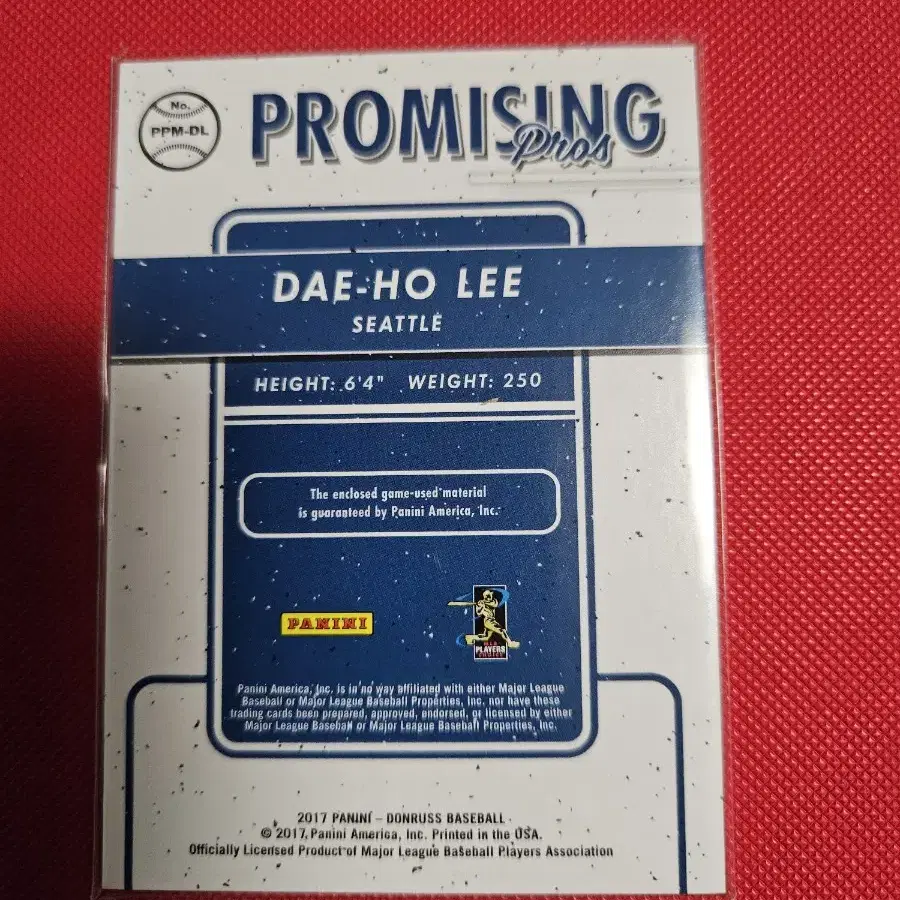 No.
PPM-DL
PROMISING
Pros
DAE-HO LEE
SEATTLE
HEIGHT: 6'4" WEIGHT: 250
The enclosed game-used material
is guaranteed by Panini America, Inc.
PANINI
PLAYERS
CHOICE
Panini America, Inc. is in no way affiliated with either Major League
Baseball or Major League Baseball Properties, Inc. nor have these
trading cards been prepared, approved, endorsed, or licensed by either
Major League Baseball or Major League Baseball Properties, Inc.
2017 PANINI – DONRUSS BASEBALL
© 2017 Panini America, Inc. Printed in the USA.
Officially Licensed Product of Major League Baseball Players Association